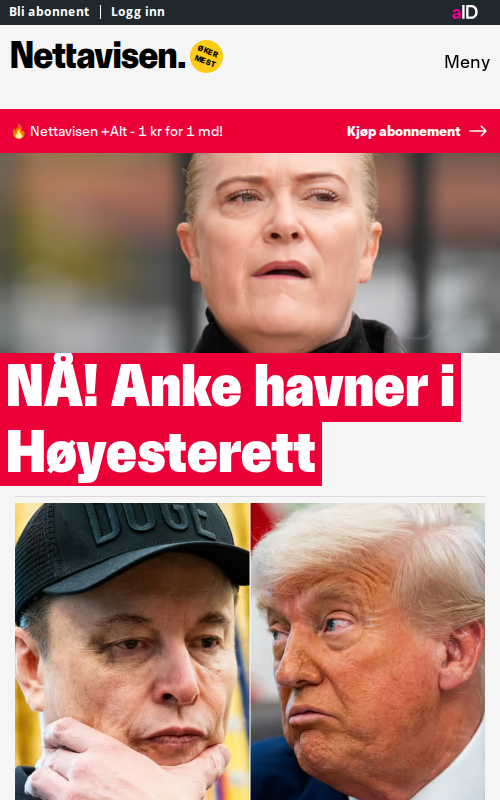 Bli abonnent
Logg inn
aID
Nettavisen.
ØKER
MEST
Meny
🔥 Nettavisen +Alt - 1 kr for 1 md!
Kjøp abonnement →
NÅ! Anke havner i
Høyesterett
DOGE